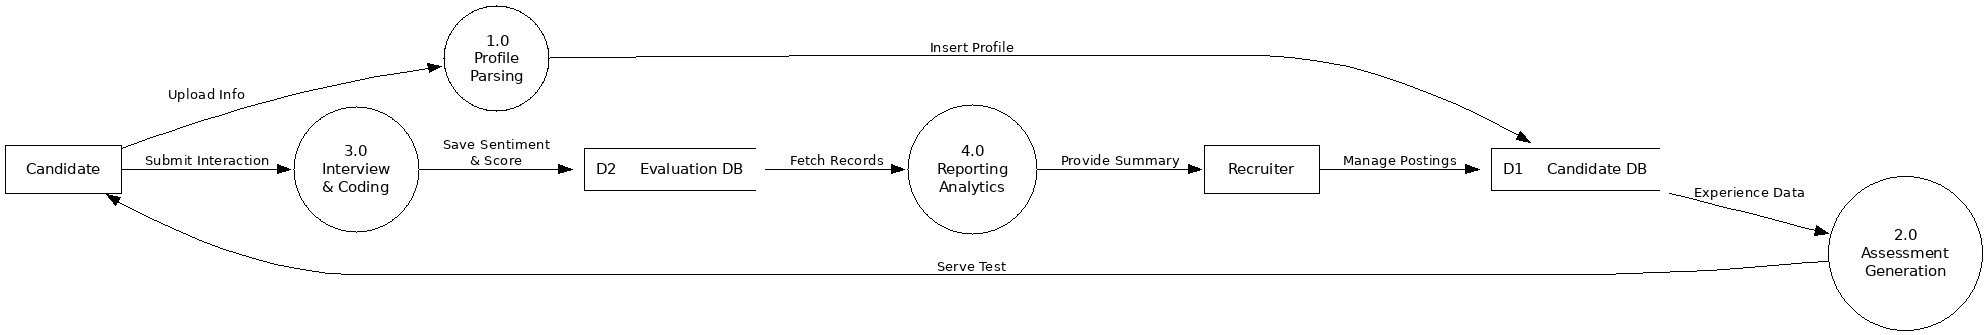 1.0
Profile
Parsing
Insert Profile
Upload Info
Candidate
Submit Interaction
3.0
Interview
& Coding
Save Sentiment
& Score
D2 Evaluation DB
Fetch Records
4.0
Reporting
Analytics
Provide Summary
Recruiter
Manage Postings
D1 Candidate DB
Experience Data
2.0
Assessment
Generation
Serve Test